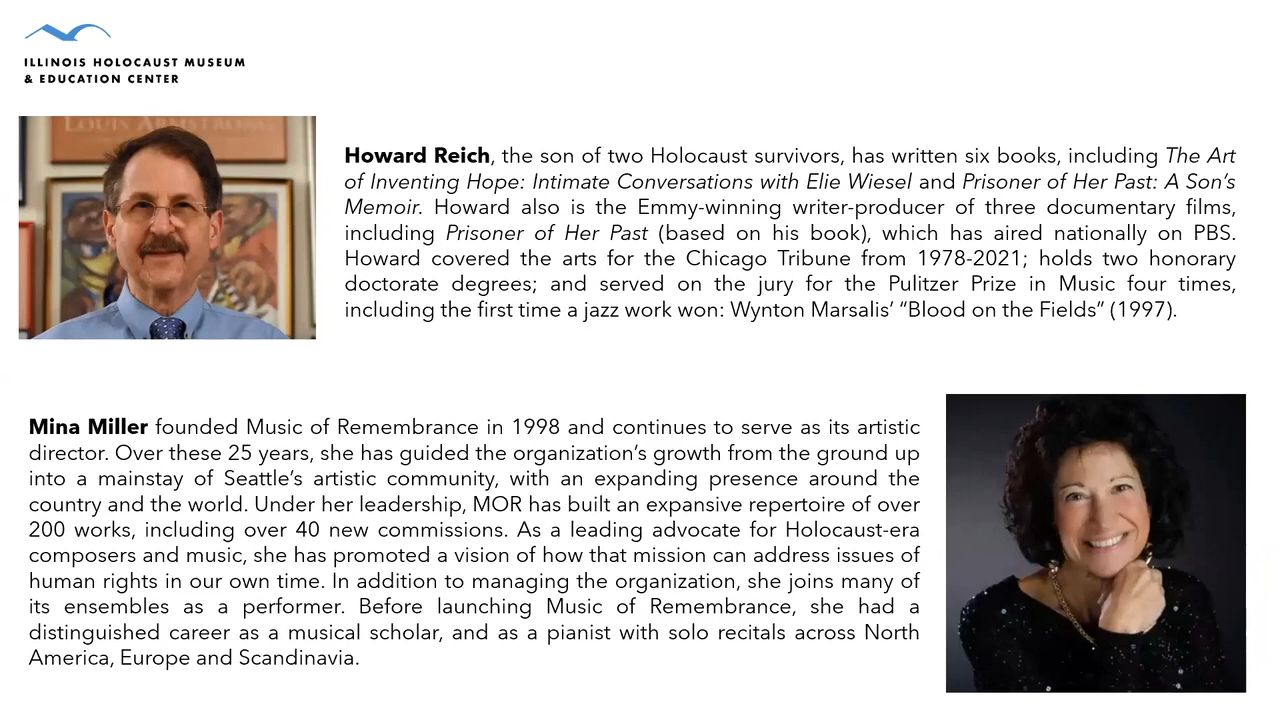 ILLINOIS HOLOCAUST MUSEUM
& EDUCATION CENTER
LOUIS ARMSTRONG
Howard Reich, the son of two Holocaust survivors, has written six books, including The Art
of Inventing Hope: Intimate Conversations with Elie Wiesel and Prisoner of Her Past: A Son’s
Memoir. Howard also is the Emmy-winning writer-producer of three documentary films,
including Prisoner of Her Past (based on his book), which has aired nationally on PBS.
Howard covered the arts for the Chicago Tribune from 1978-2021; holds two honorary
doctorate degrees; and served on the jury for the Pulitzer Prize in Music four times,
including the first time a jazz work won: Wynton Marsalis’ “Blood on the Fields” (1997).
Mina Miller founded Music of Remembrance in 1998 and continues to serve as its artistic
director. Over these 25 years, she has guided the organization’s growth from the ground up
into a mainstay of Seattle’s artistic community, with an expanding presence around the
country and the world. Under her leadership, MOR has built an expansive repertoire of over
200 works, including over 40 new commissions. As a leading advocate for Holocaust-era
composers and music, she has promoted a vision of how that mission can address issues of
human rights in our own time. In addition to managing the organization, she joins many of
its ensembles as a performer. Before launching Music of Remembrance, she had a
distinguished career as a musical scholar, and as a pianist with solo recitals across North
America, Europe and Scandinavia.